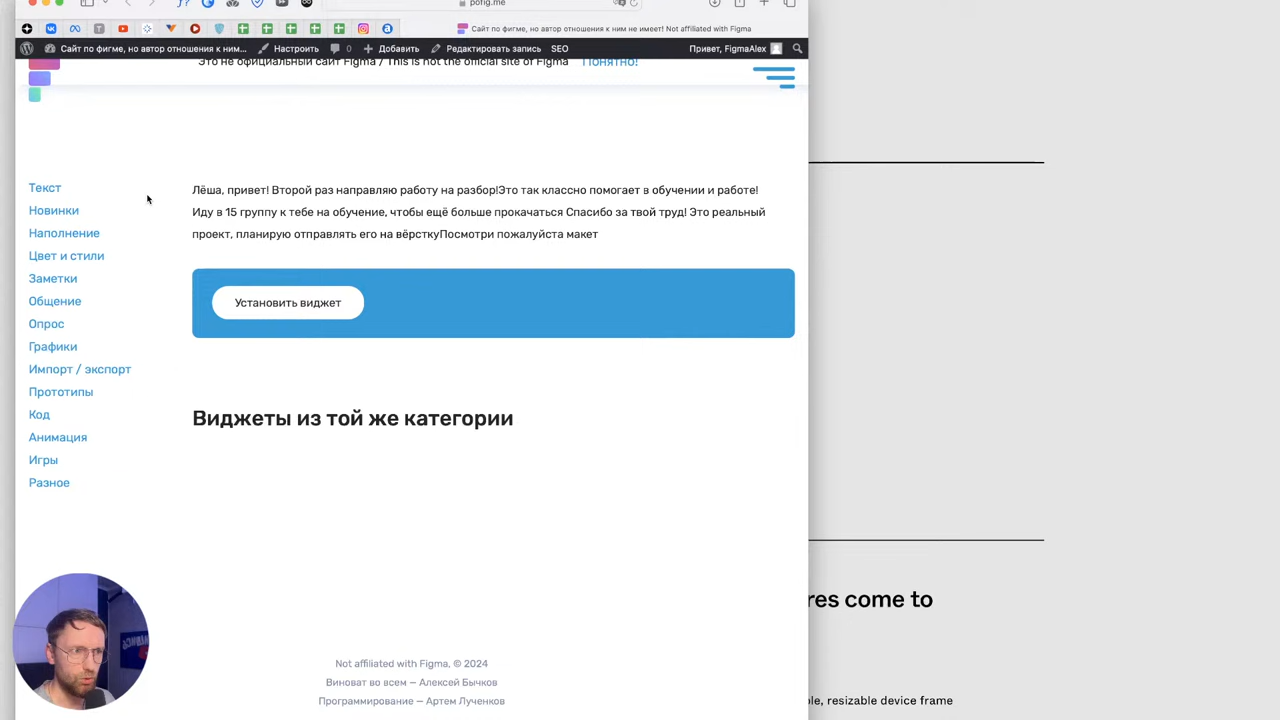 potig.me
Сайт по фигме, но автор отношения к ним не имеет! Not affiliated with Figma
Сайт по фигме, но автор отношения к ним... Настроить 0 Добавить Редактировать запись SEO Привет, FigmaAlex
Это не официальный сайт Figma / This is not the official site of Figma Понятно!
Текст
Новинки
Наполнение
Цвет и стили
Заметки
Общение
Опрос
Графики
Импорт / экспорт
Прототипы
Код
Анимация
Игры
Разное
Лёша, привет! Второй раз направляю работу на разбор!Это так классно помогает в обучении и работе!
Иду в 15 группу к тебе на обучение, чтобы ещё больше прокачаться Спасибо за твой труд! Это реальный
проект, планирую отправлять его на вёрсткуПосмотри пожалуйста макет
Установить виджет
Виджеты из той же категории
Not affiliated with Figma, © 2024
Виноват во всем — Алексей Бычков
Программирование — Артем Лученков
res come to
le, resizable device frame